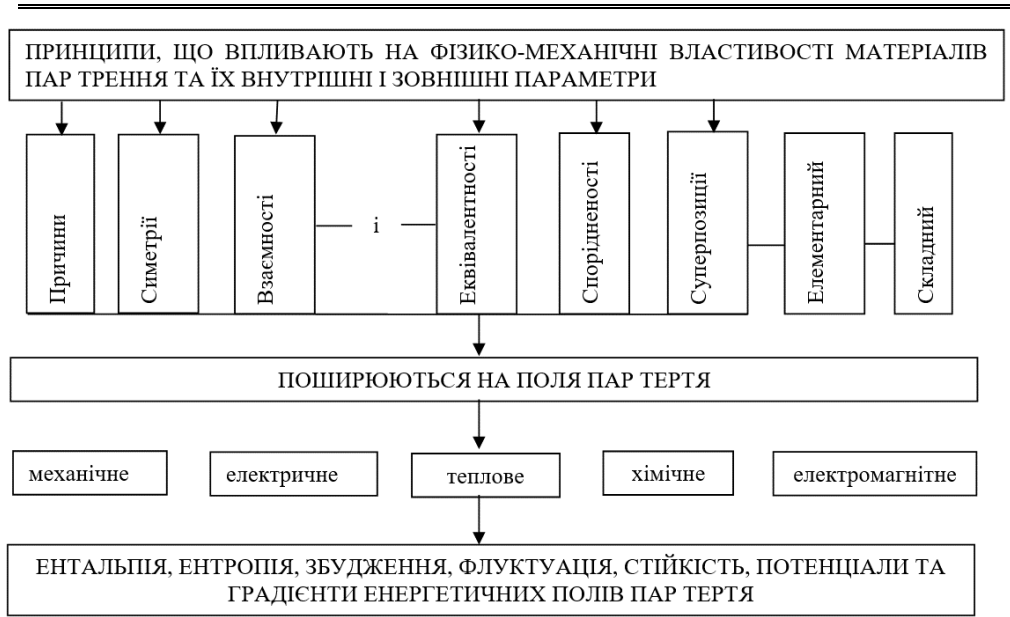 ПРИНЦИПИ, ЩО ВПЛИВАЮТЬ НА ФІЗИКО-МЕХАНІЧНІ ВЛАСТИВОСТІ МАТЕРІАЛІВ
ПАР ТРЕННЯ ТА ЇХ ВНУТРІШНІ І ЗОВНІШНІ ПАРАМЕТРИ
Причини
Симетрії
Взаємності
і
Еквівалентності
Спорідненості
Суперпозиції
Елементарний
Складний
ПОШИРЮЮТЬСЯ НА ПОЛЯ ПАР ТЕРТЯ
механічне
електричне
теплове
хімічне
електромагнітне
ЕНТАЛЬПІЯ, ЕНТРОПІЯ, ЗБУДЖЕННЯ, ФЛУКТУАЦІЯ, СТІЙКІСТЬ, ПОТЕНЦІАЛИ ТА
ГРАДІЄНТИ ЕНЕРГЕТИЧНИХ ПОЛІВ ПАР ТЕРТЯ